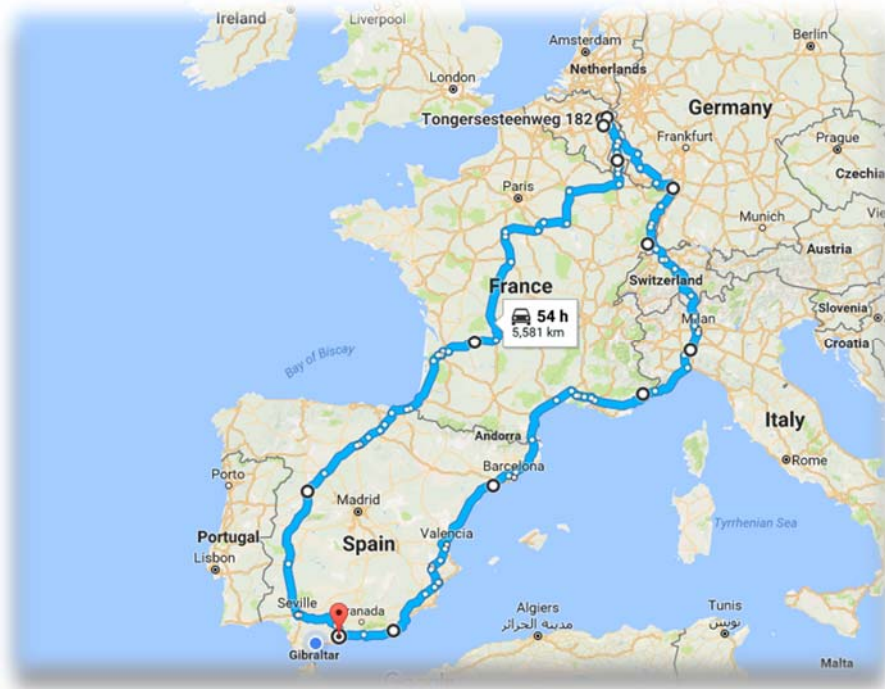 Ireland
Liverpool
Berlin
Amsterdam
Netherlands
London
Germany
Tongersesteenweg 182
Frankfurt
Prague
Czechia
Paris
Munich
Austria
France
Switzerland
Slovenia
Milan
Croatia
54 h
5,581 km
Bay of Biscay
Italy
Andorra
Rome
Porto
Barcelona
Madrid
Portugal
Valencia
Tyrrhenian Sea
Spain
Lisbon
Seville
Algiers
مدينة الجزائر
Tunis
تونس
Gibraltar
Malta